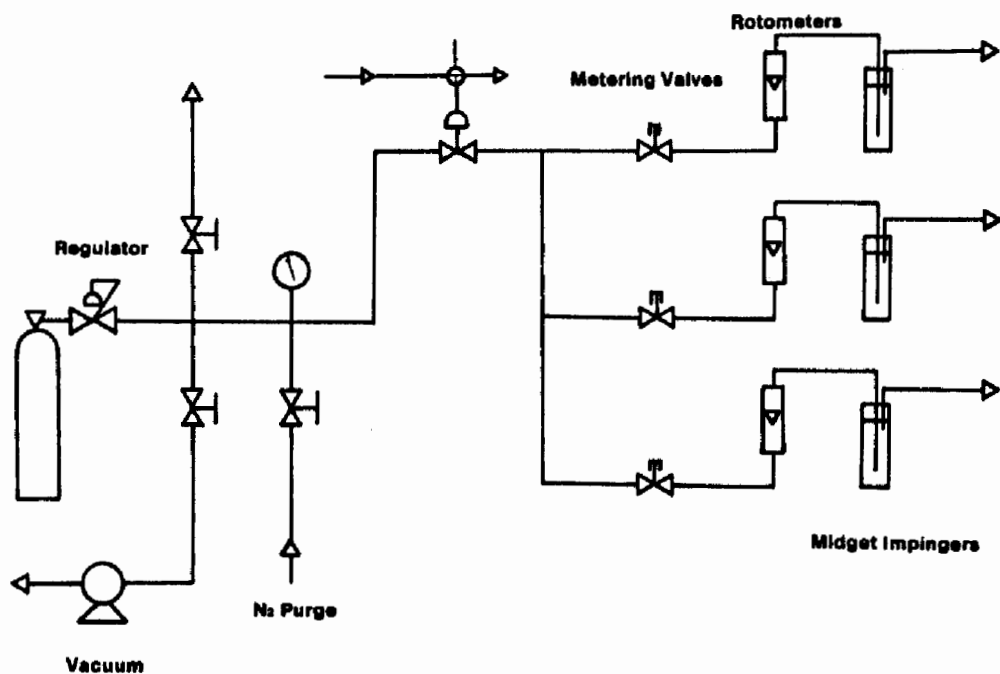 Rotometers
Metering Valves
Regulator
Midget Impingers
N₂ Purge
Vacuum